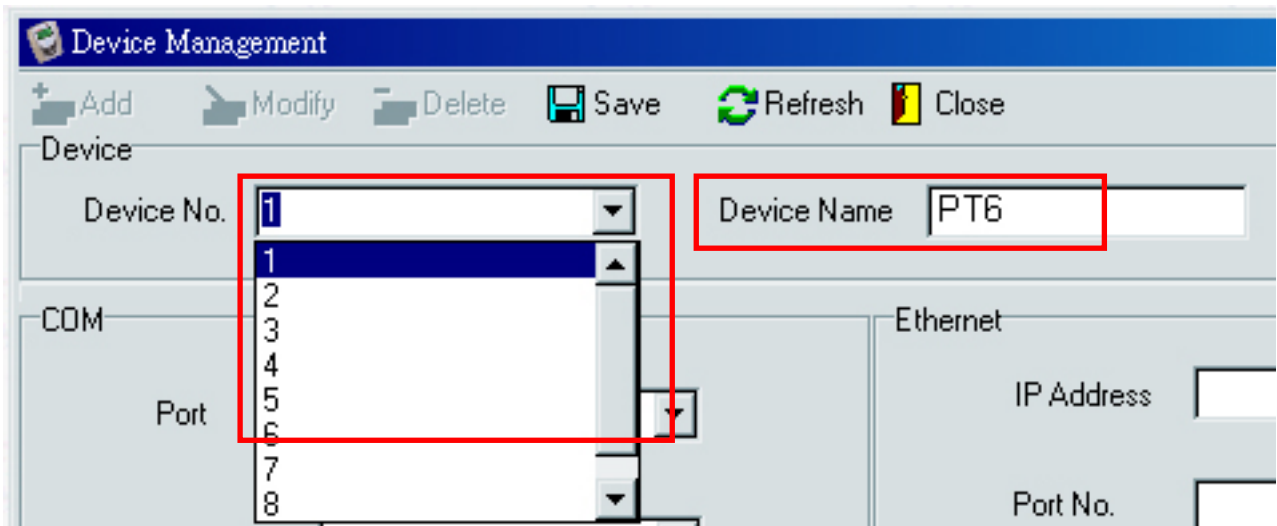 Device Management
Add Modify Delete Save Refresh Close
Device
Device No. 1 Device Name PT6
1
2
COM Ethernet
3
4
5 IP Address
Port
6
7
8 Port No.